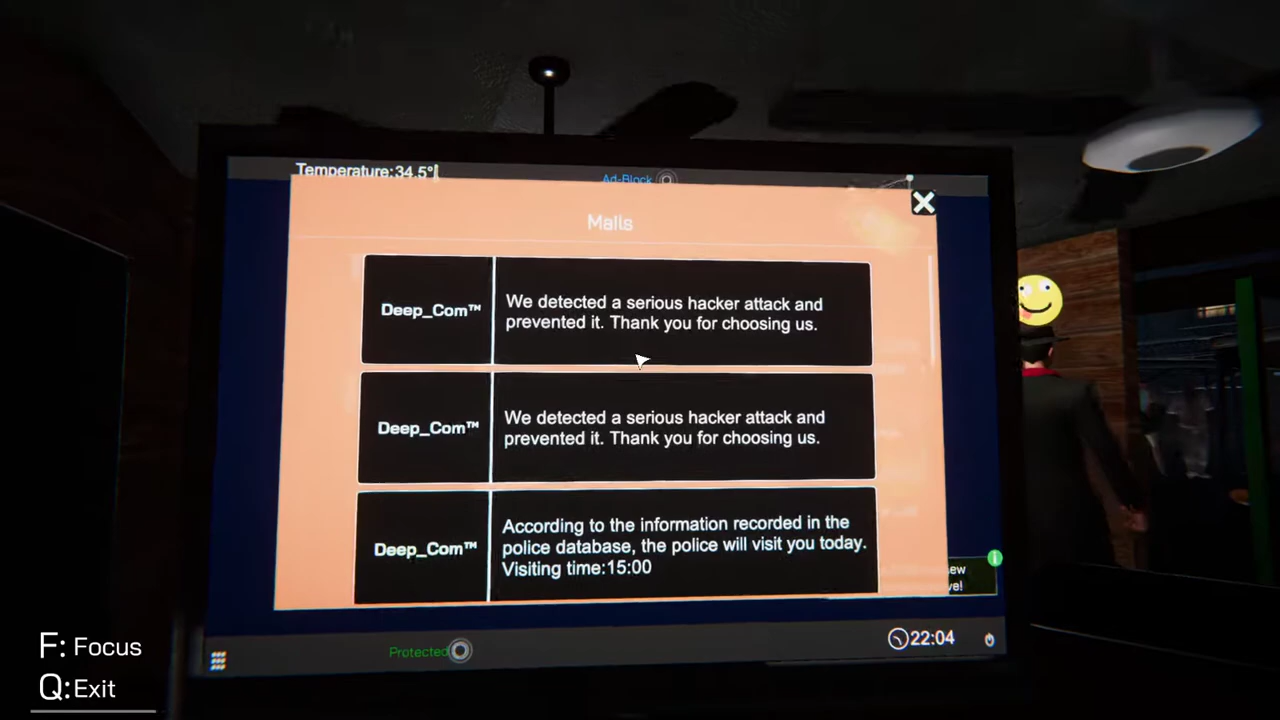 Temperature:34.5°
Ad-Block
Mails
Deep_Com™
We detected a serious hacker attack and
prevented it. Thank you for choosing us.
Deep_Com™
We detected a serious hacker attack and
prevented it. Thank you for choosing us.
Deep_Com™
According to the information recorded in the
police database, the police will visit you today.
Visiting time:15:00
Protected
22:04
F: Focus
Q:Exit